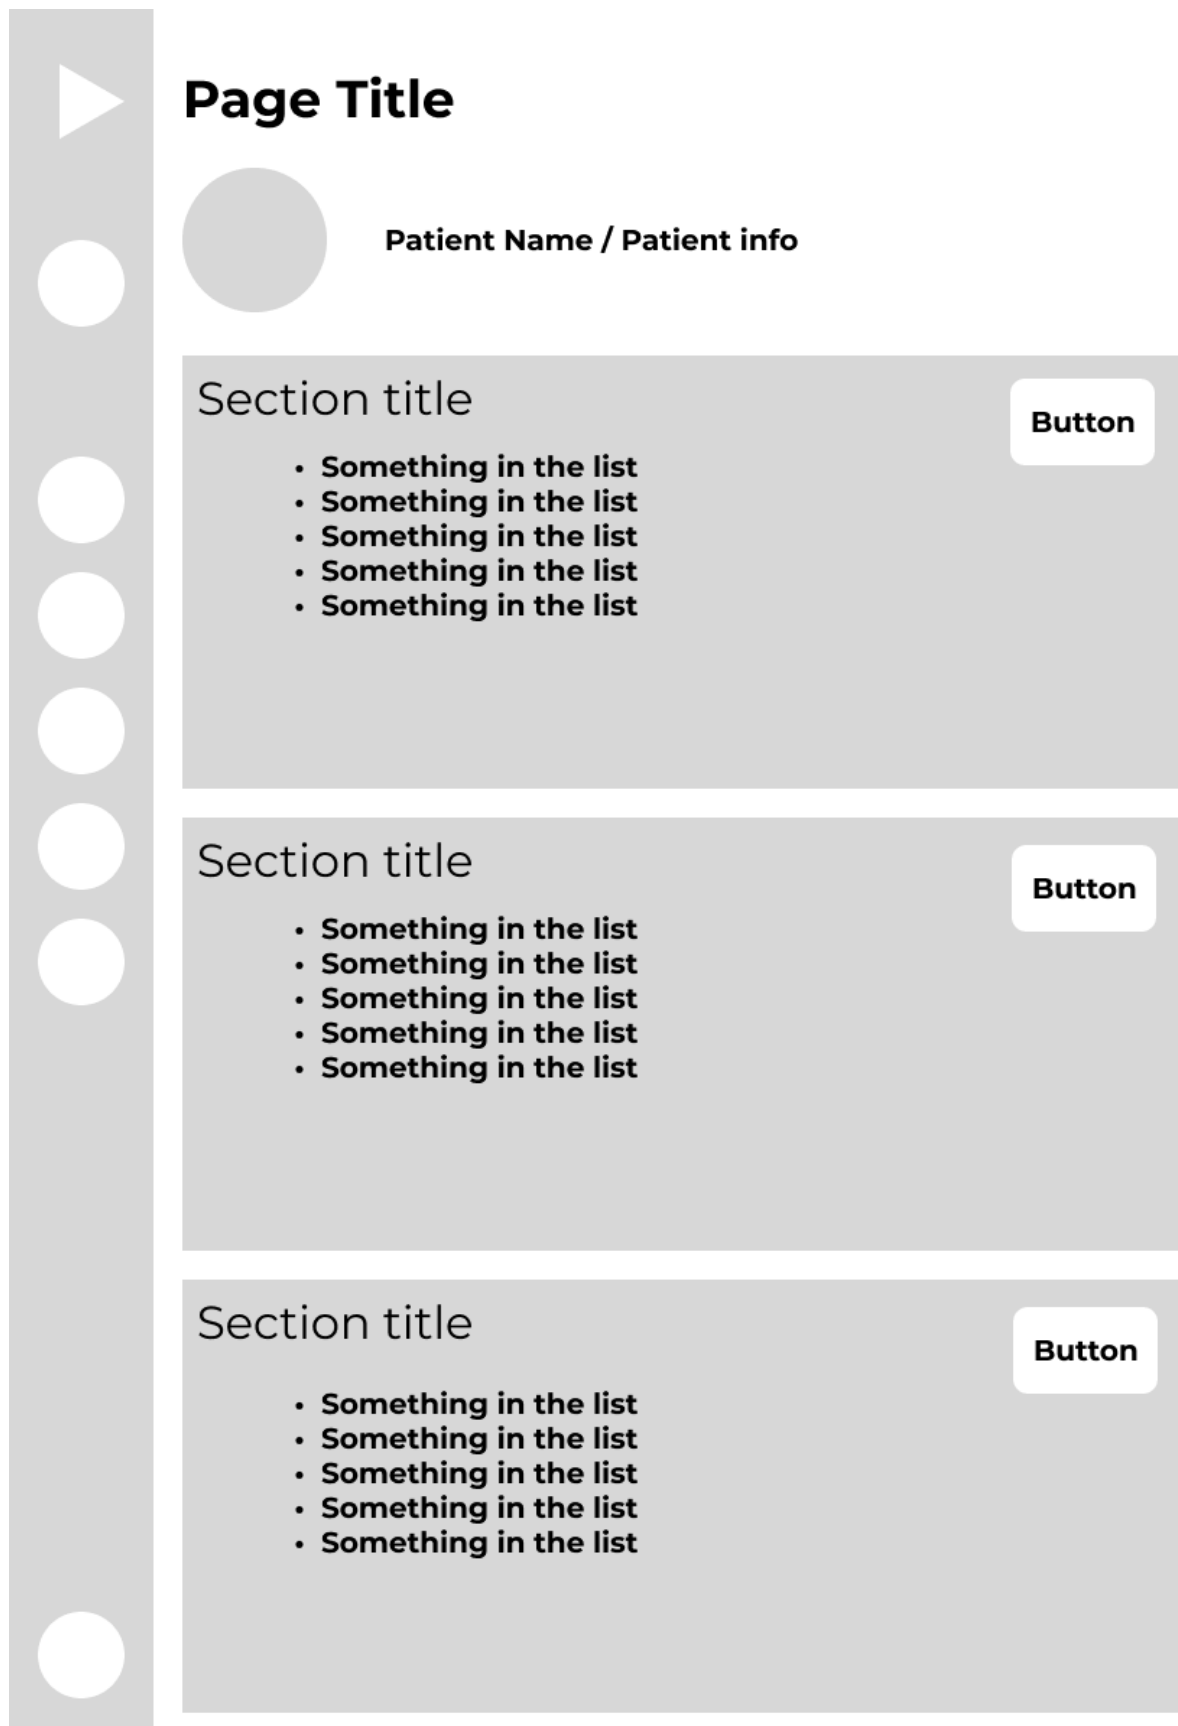 Page Title
Patient Name / Patient info
Section title
Button
• Something in the list
• Something in the list
• Something in the list
• Something in the list
• Something in the list
Section title
Button
• Something in the list
• Something in the list
• Something in the list
• Something in the list
• Something in the list
Section title
Button
• Something in the list
• Something in the list
• Something in the list
• Something in the list
• Something in the list